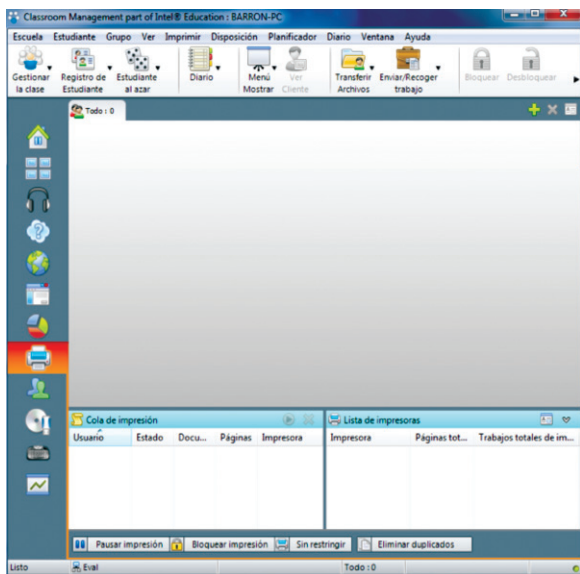 Classroom Management part of Intel® Education : BARRON-PC
Escuela Estudiante Grupo Ver Imprimir Disposición Planificador Diario Ventana Ayuda
Gestionar la clase
Registro de Estudiante
Estudiante al azar
Diario
Menú Mostrar
Ver Cliente
Transferir Archivos
Enviar/Recoger trabajo
Bloquear
Desbloquear
Todo : 0
Cola de impresión
Usuario Estado Docu... Páginas Impresora
Lista de impresoras
Impresora Páginas tot... Trabajos totales de im...
Pausar impresión Bloquear impresión Sin restringir Eliminar duplicados
Listo Eval Todo : 0